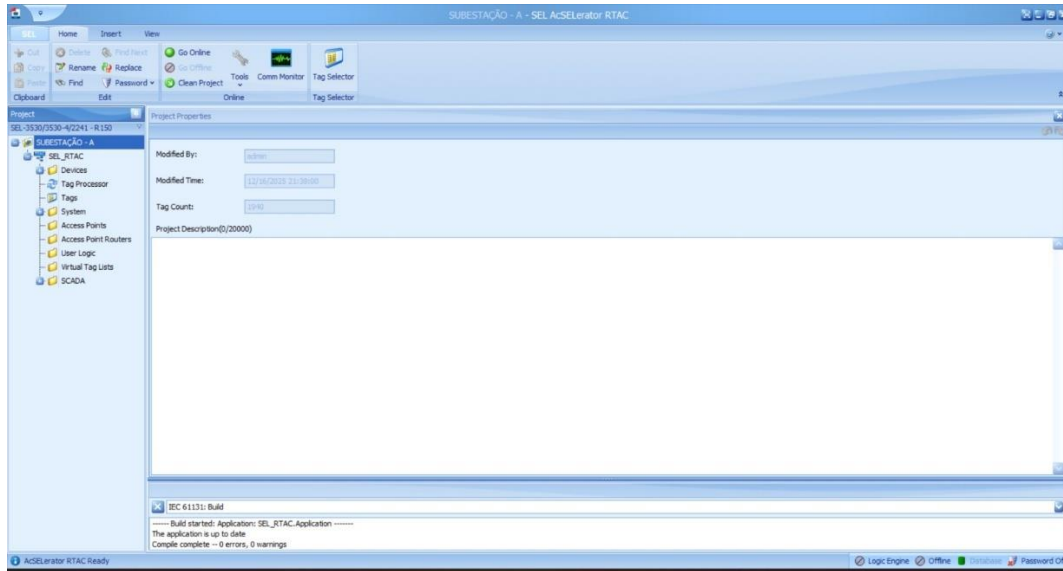 SUBESTAÇÃO - A - SEL AcSELerator RTAC
SEL Home Insert View
Cut Delete Find Next Go Online
Copy Rename Replace Go Offline Tools Comm Monitor Tag Selector
Paste Find Password Clean Project
Clipboard Edit Online Tag Selector
Project
SEL-3530/3530-4/2241 - R150
SUBESTAÇÃO - A
SEL_RTAC
Devices
Tag Processor
Tags
System
Access Points
Access Point Routers
User Logic
Virtual Tag Lists
SCADA
Project Properties
Modified By: admin
Modified Time:
Tag Count:
Project Description(0/20000)
IEC 61131: Build
------ Build started: Application: SEL_RTAC.Application -------
The application is up to date
Compile complete -- 0 errors, 0 warnings
AcSELerator RTAC Ready
Logic Engine Offline Database Password Of